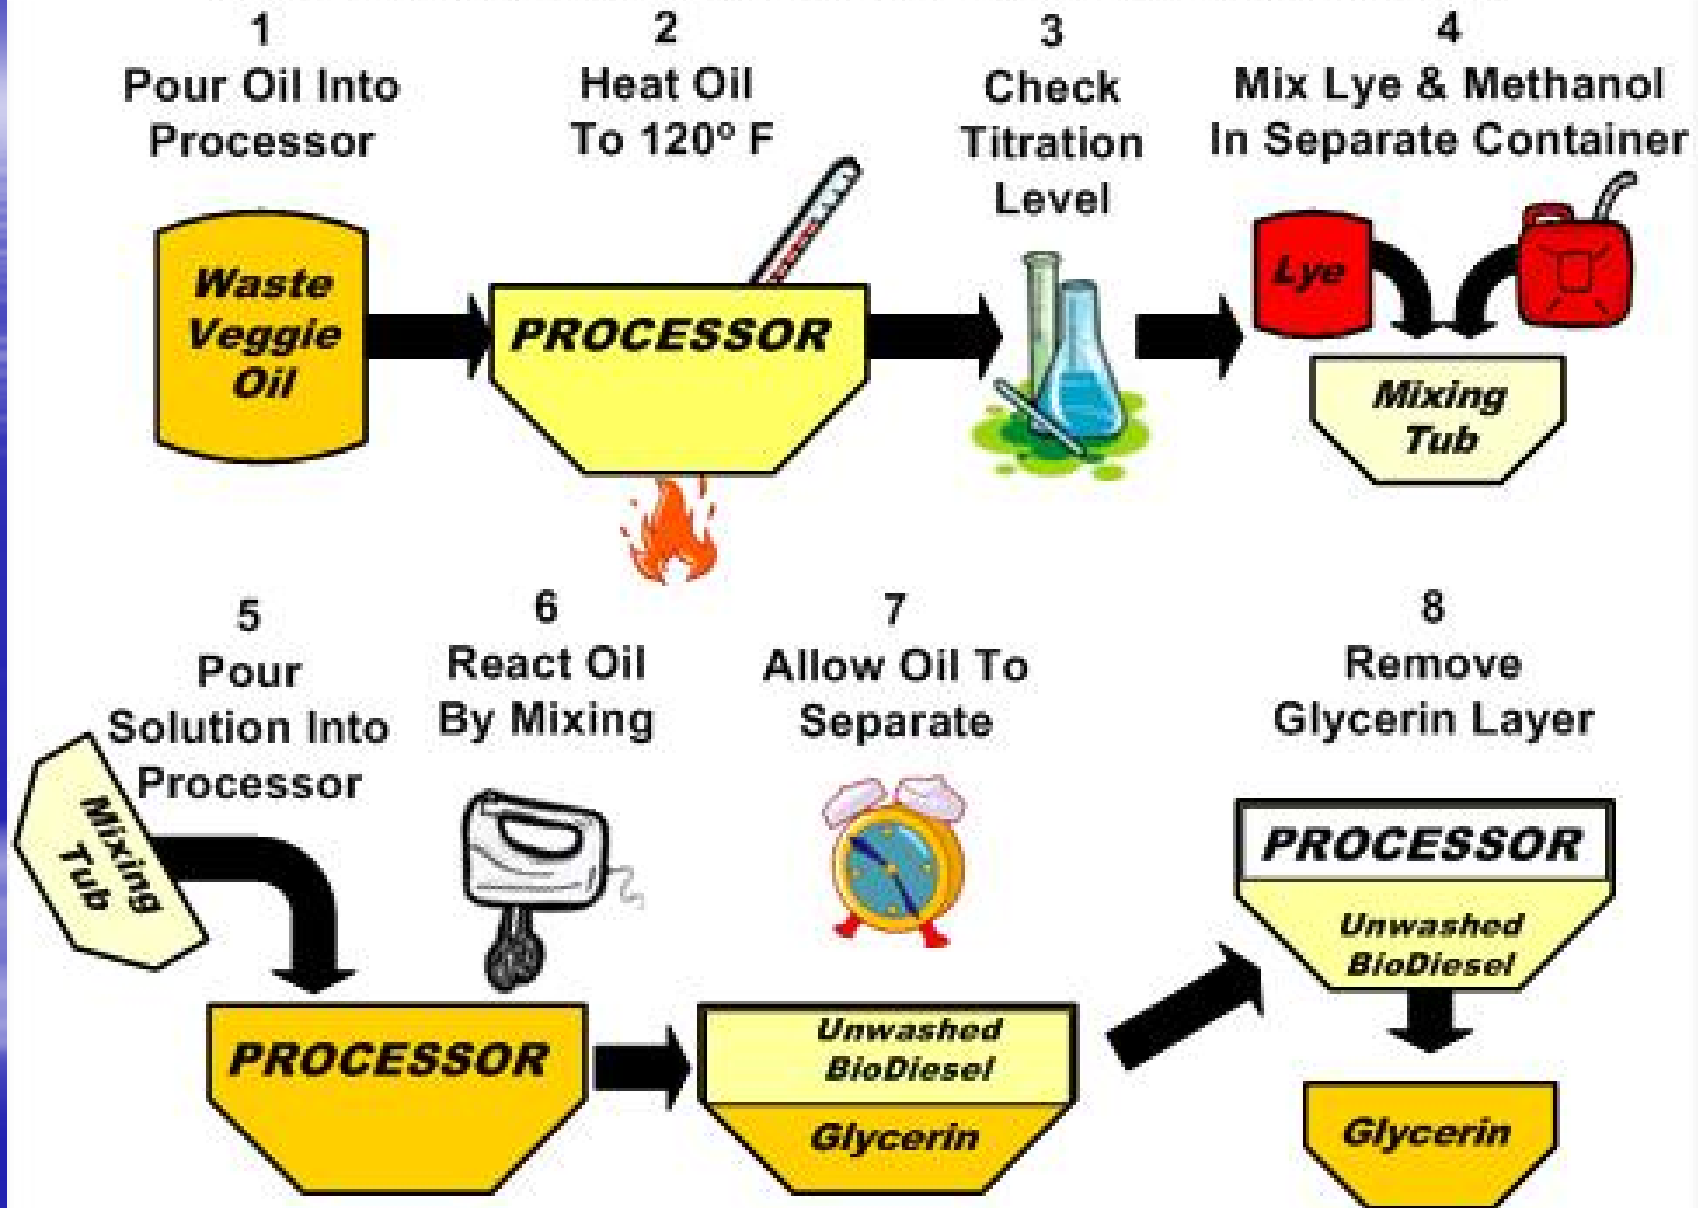 1
Pour Oil Into
Processor
2
Heat Oil
To 120º F
3
Check
Titration
Level
4
Mix Lye & Methanol
In Separate Container
Waste
Veggie
Oil
PROCESSOR
Lye
Mixing
Tub
5
Pour
Solution Into
Processor
6
React Oil
By Mixing
7
Allow Oil To
Separate
8
Remove
Glycerin Layer
Mixing
Tub
PROCESSOR
Unwashed
BioDiesel
Glycerin
PROCESSOR
Unwashed
BioDiesel
Glycerin